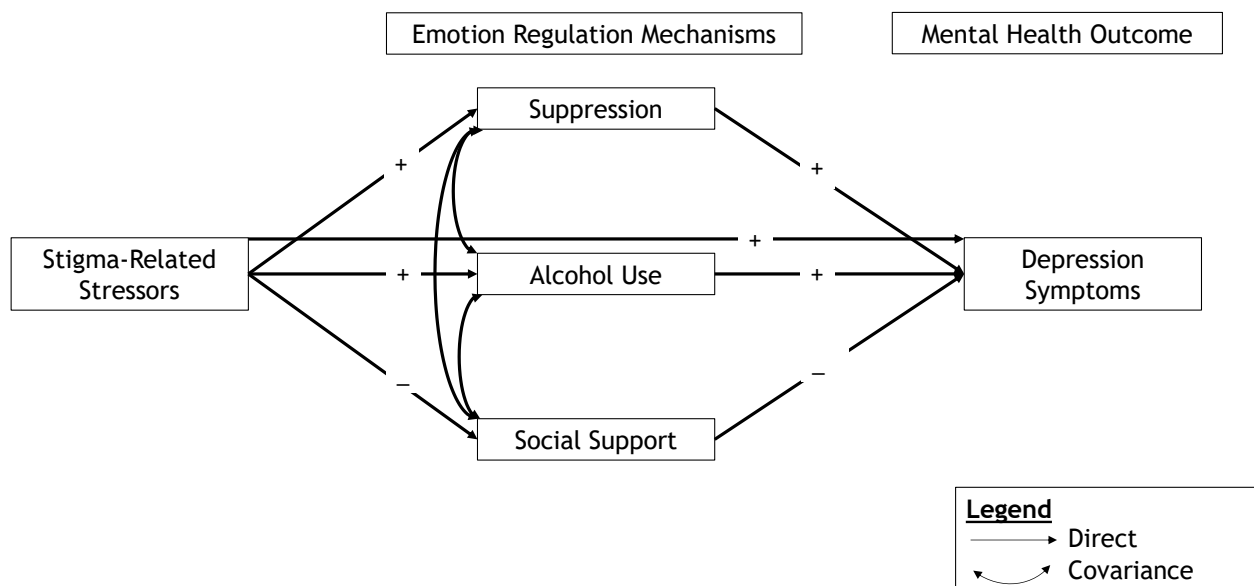 Emotion Regulation Mechanisms
Mental Health Outcome
Suppression
+
+
Stigma-Related
Stressors
+
+
Alcohol Use
+
Depression
Symptoms
–
–
Social Support
Legend
Direct
Covariance